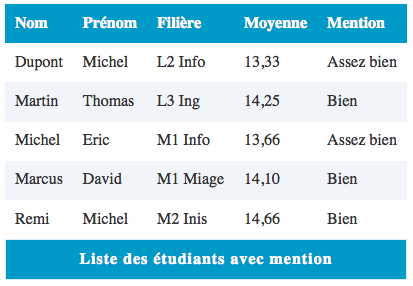 Nom Prénom Filière Moyenne Mention
Dupont Michel L2 Info 13,33 Assez bien
Martin Thomas L3 Ing 14,25 Bien
Michel Eric M1 Info 13,66 Assez bien
Marcus David M1 Miage 14,10 Bien
Remi Michel M2 Inis 14,66 Bien
Liste des étudiants avec mention